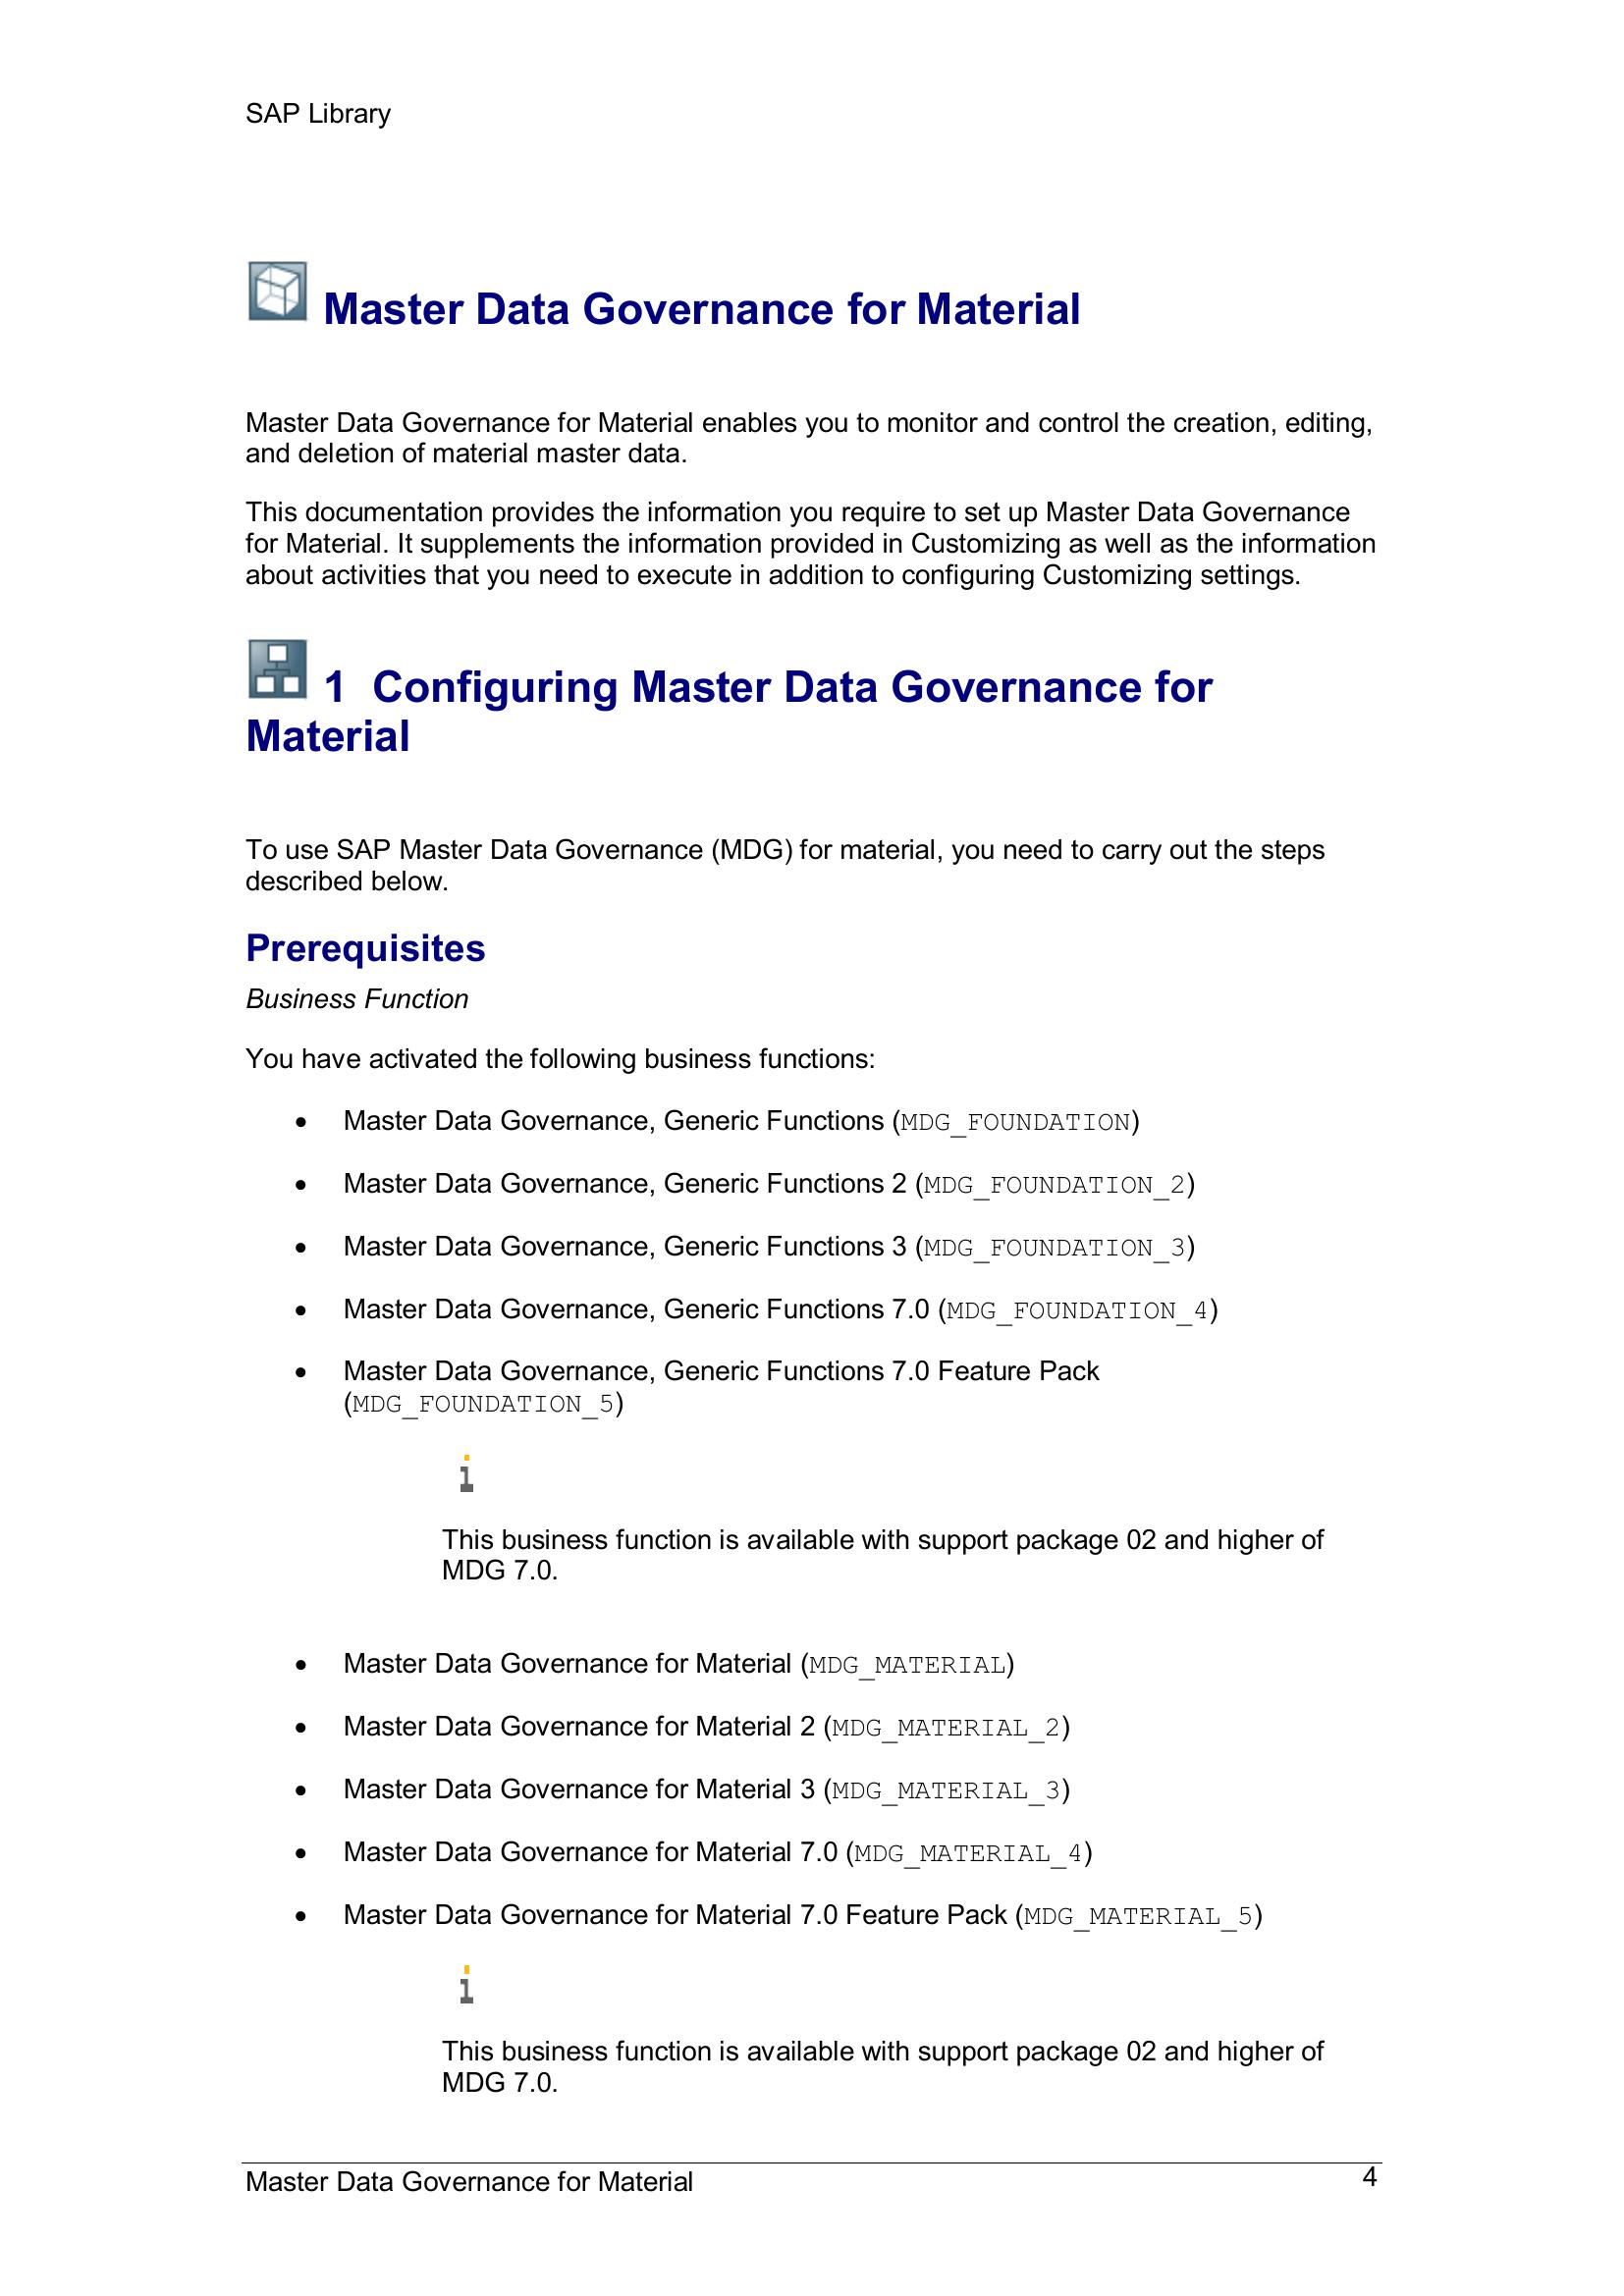 SAP Library
Master Data Governance for Material
Master Data Governance for Material enables you to monitor and control the creation, editing,
and deletion of material master data.
This documentation provides the information you require to set up Master Data Governance
for Material. It supplements the information provided in Customizing as well as the information
about activities that you need to execute in addition to configuring Customizing settings.
1 Configuring Master Data Governance for
Material
To use SAP Master Data Governance (MDG) for material, you need to carry out the steps
described below.
Prerequisites
Business Function
You have activated the following business functions:
• Master Data Governance, Generic Functions (MDG_FOUNDATION)
• Master Data Governance, Generic Functions 2 (MDG_FOUNDATION_2)
• Master Data Governance, Generic Functions 3 (MDG_FOUNDATION_3)
• Master Data Governance, Generic Functions 7.0 (MDG_FOUNDATION_4)
• Master Data Governance, Generic Functions 7.0 Feature Pack
(MDG_FOUNDATION_5)
This business function is available with support package 02 and higher of
MDG 7.0.
• Master Data Governance for Material (MDG_MATERIAL)
• Master Data Governance for Material 2 (MDG_MATERIAL_2)
• Master Data Governance for Material 3 (MDG_MATERIAL_3)
• Master Data Governance for Material 7.0 (MDG_MATERIAL_4)
• Master Data Governance for Material 7.0 Feature Pack (MDG_MATERIAL_5)
This business function is available with support package 02 and higher of
MDG 7.0.
Master Data Governance for Material 4